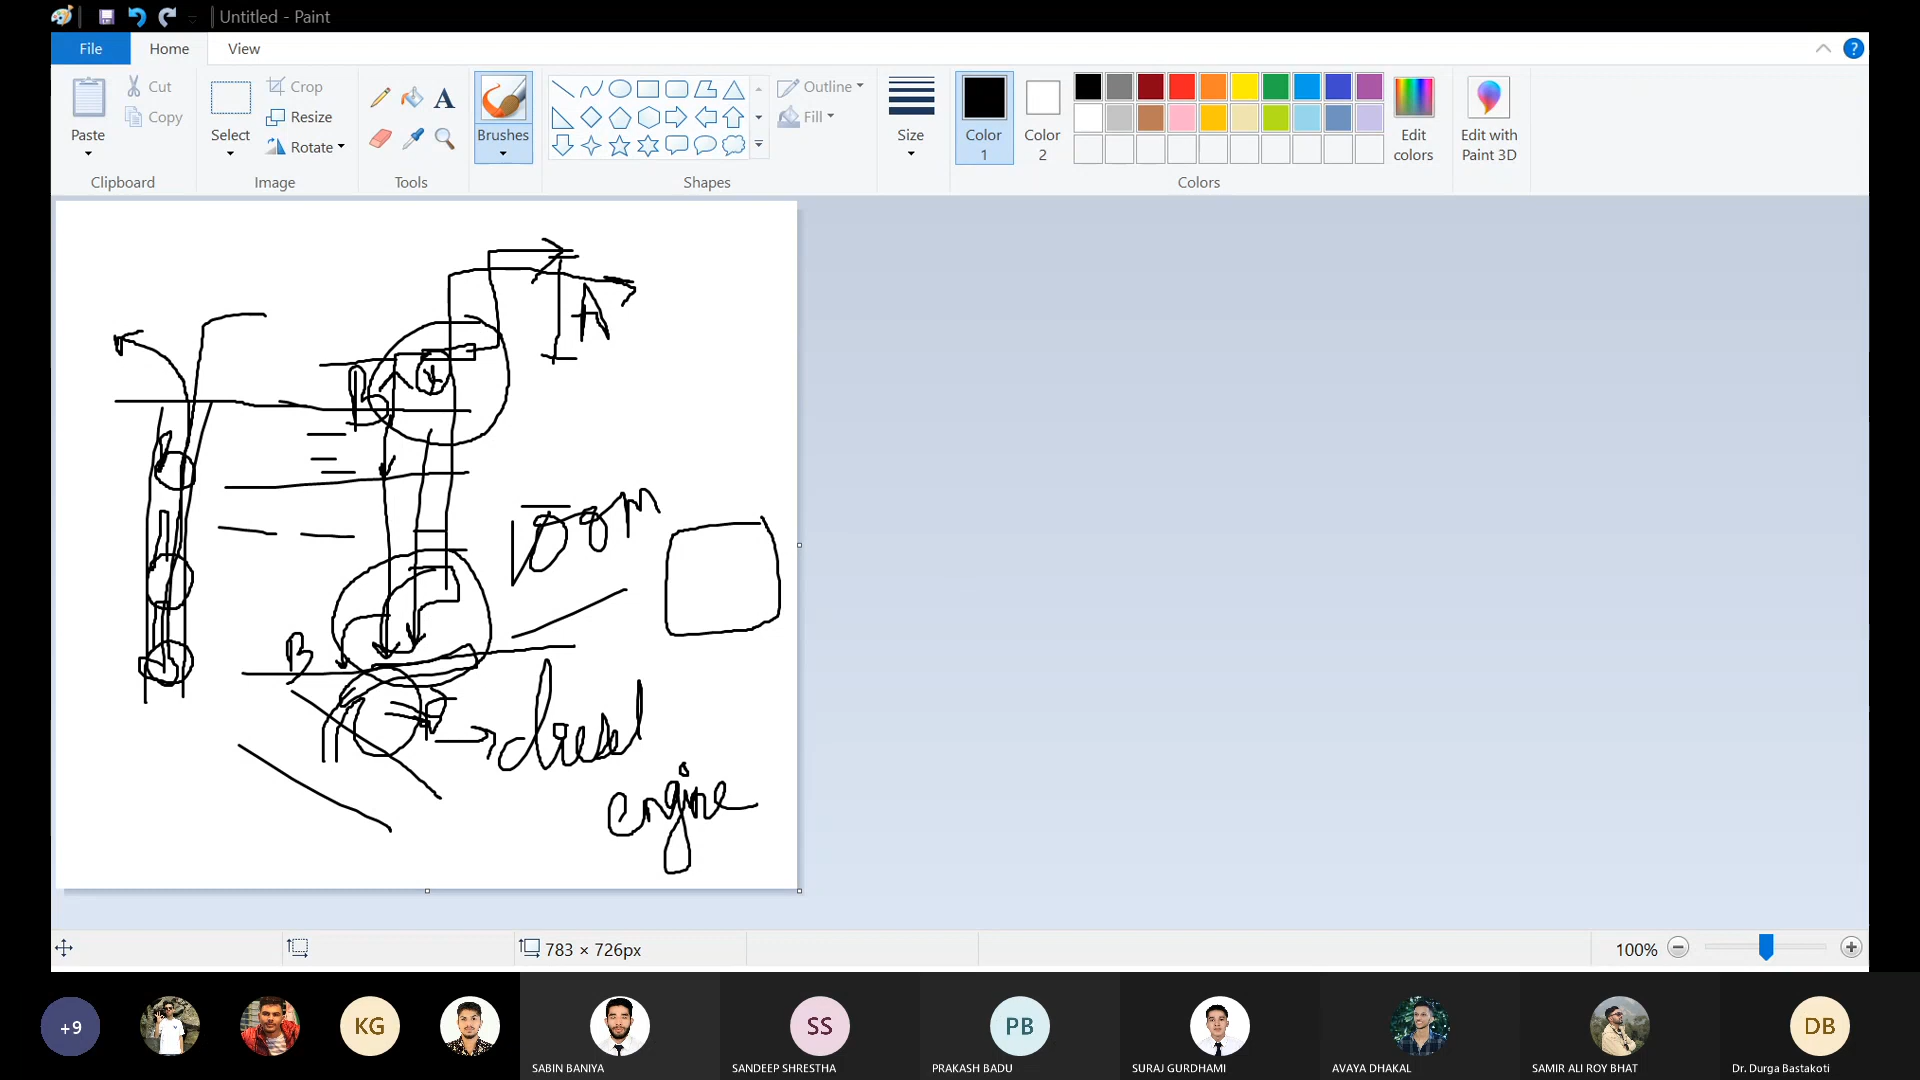 Untitled - Paint
File Home View
Paste
Cut
Copy
Clipboard
Select
Crop
Resize
Rotate
Image
A
Tools
Brushes
Shapes
Outline
Fill
Size
Color 1
Color 2
Colors
Edit colors
Edit with Paint 3D
A
B
diesel
engine
783 × 726px
100%
+9
KG
SABIN BANIYA
SS
SANDEEP SHRESTHA
PB
PRAKASH BADU
SURAJ GURDHAMI
AVAYA DHAKAL
SAMIR ALI ROY BHAT
DB
Dr. Durga Bastakoti